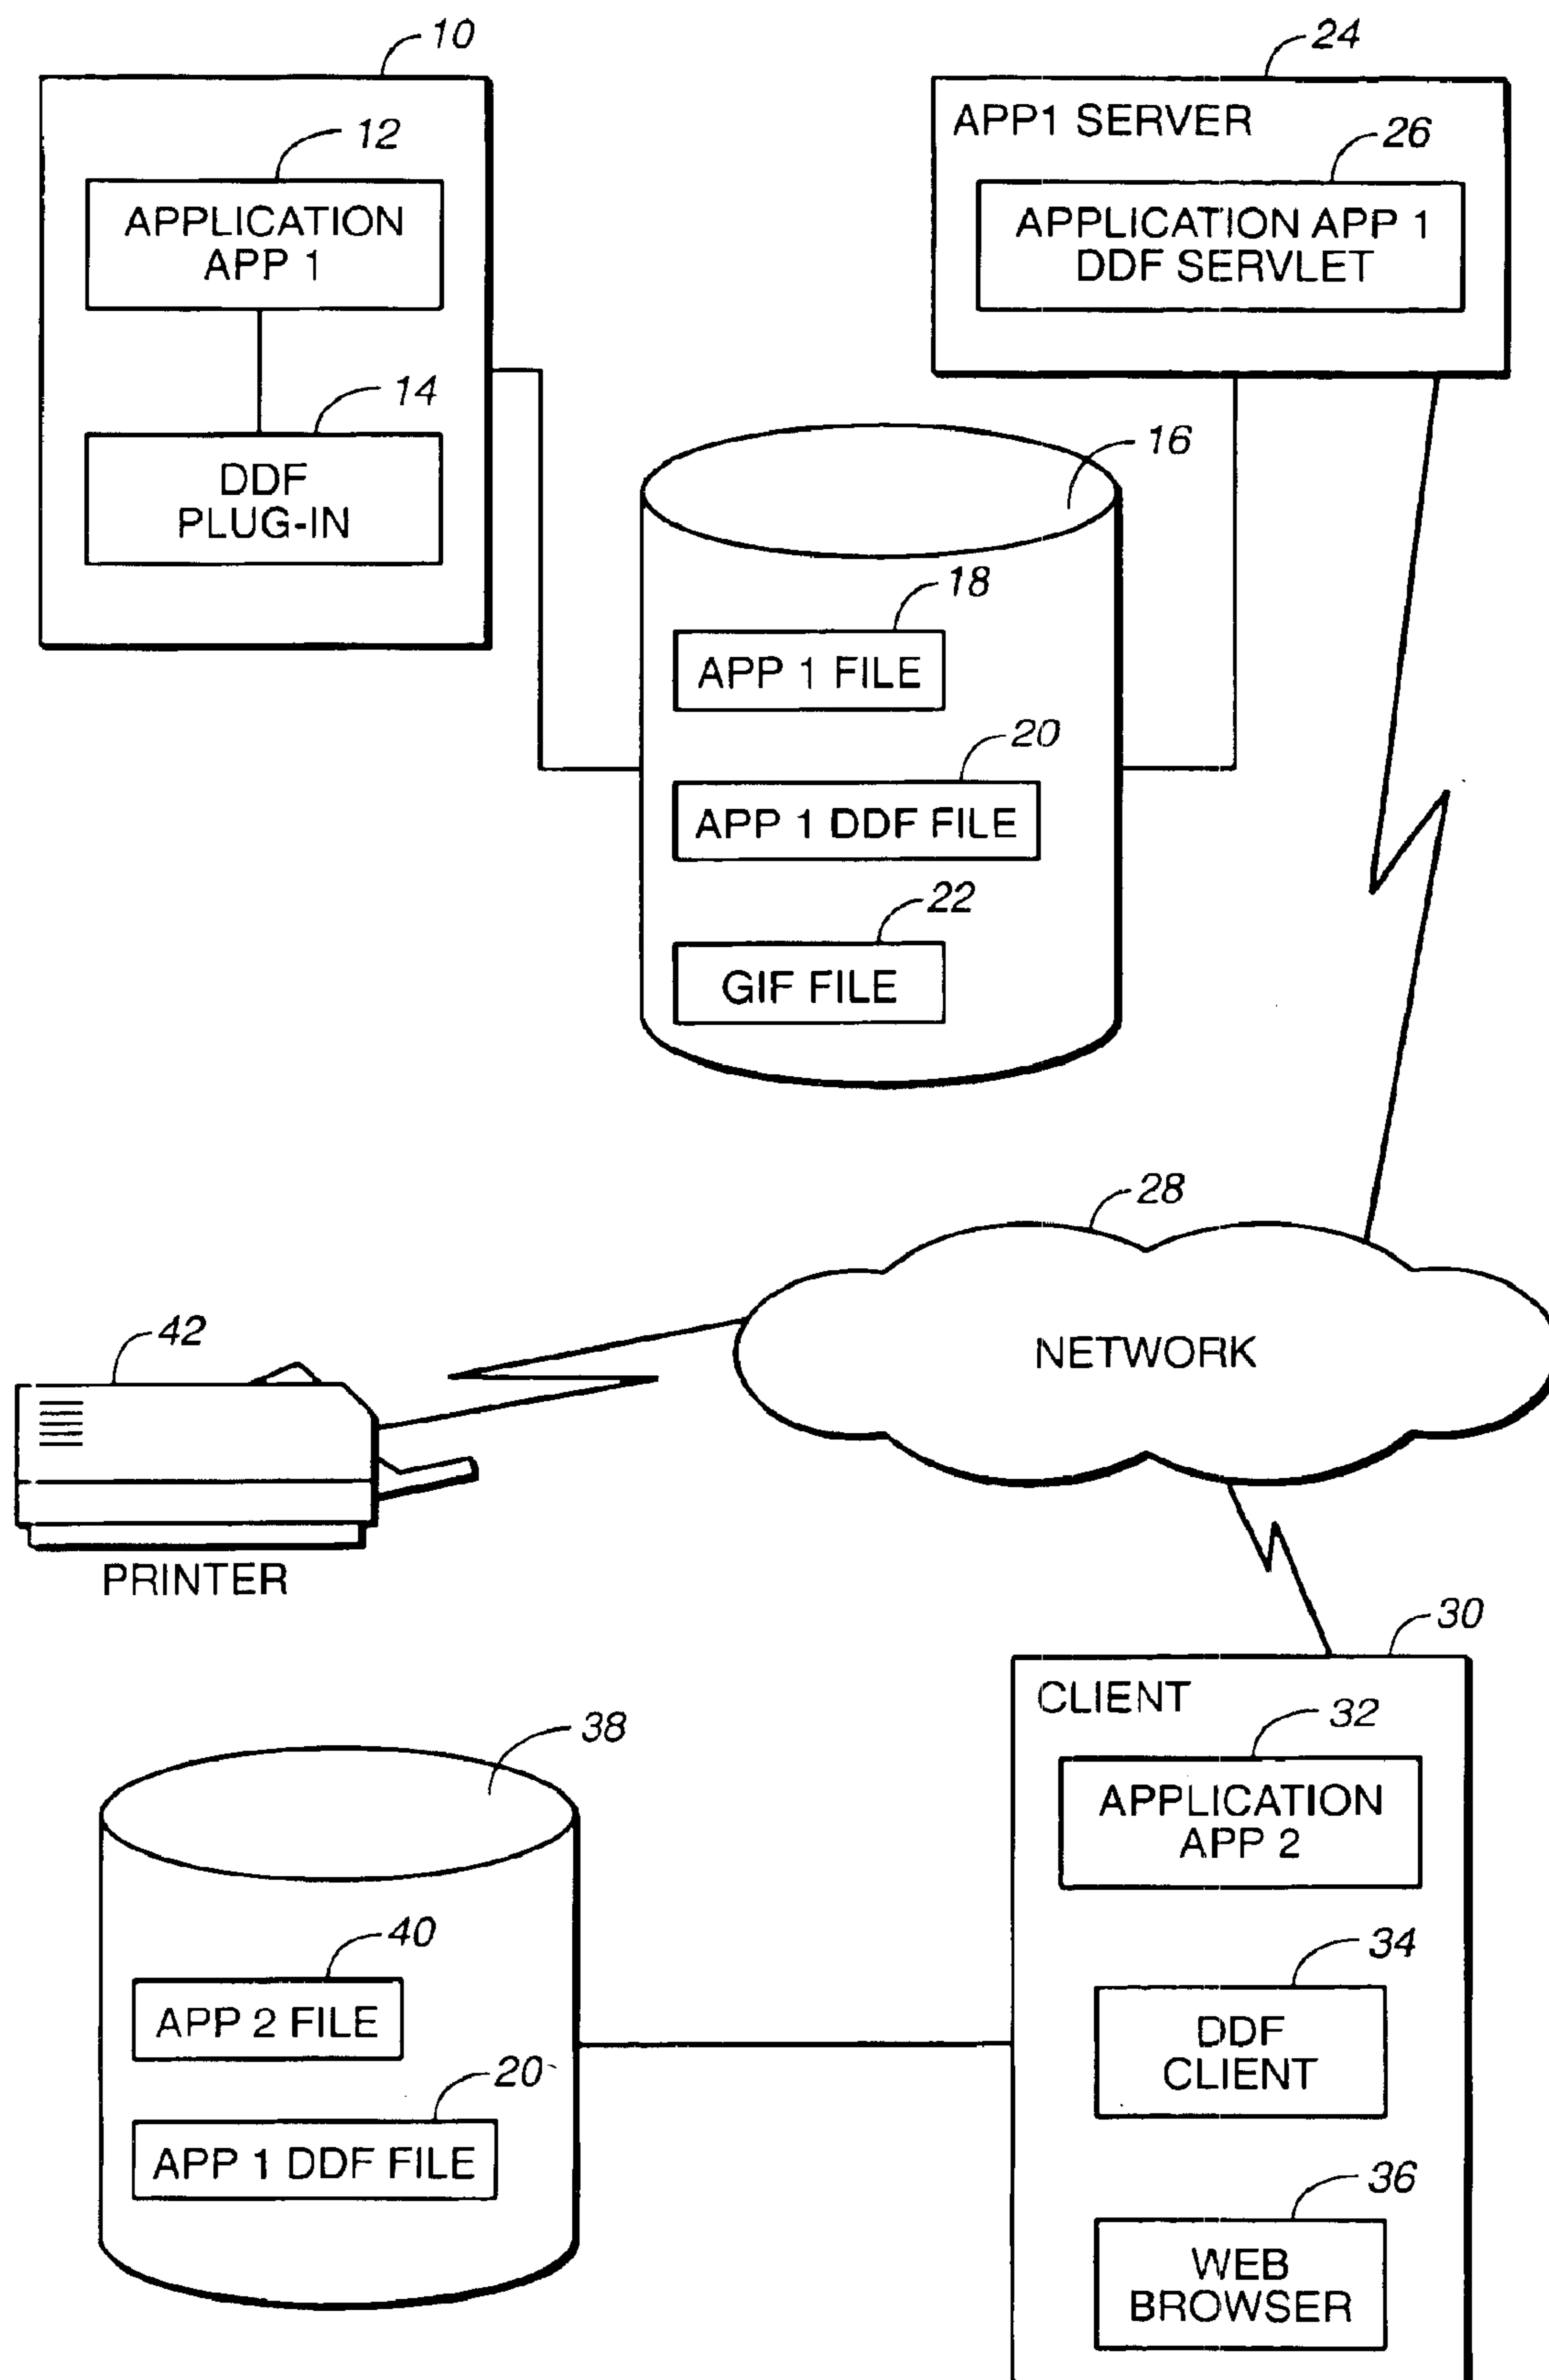 10
24
APP1 SERVER
12
26
APPLICATION
APP 1
APPLICATION APP 1
DDF SERVLET
14
DDF
PLUG-IN
16
18
APP 1 FILE
20
APP 1 DDF FILE
22
GIF FILE
28
NETWORK
42
PRINTER
30
CLIENT
32
APPLICATION
APP 2
38
34
DDF
CLIENT
40
APP 2 FILE
20
APP 1 DDF FILE
36
WEB
BROWSER